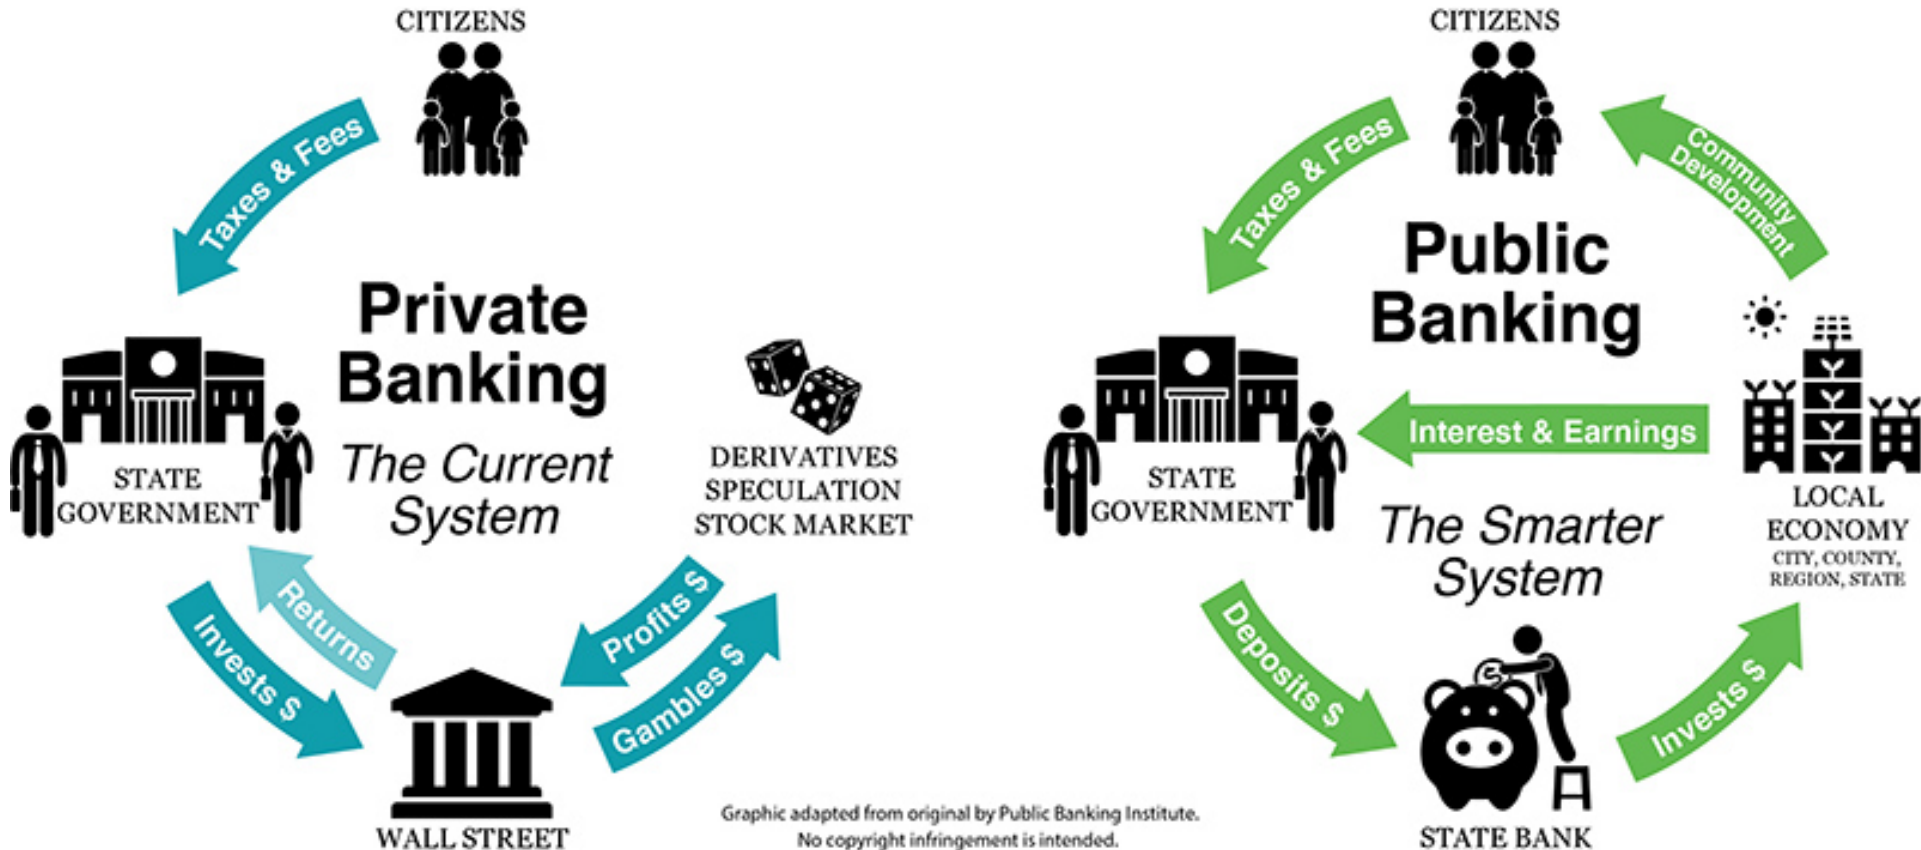 CITIZENS
Taxes & Fees
Private
Banking
The Current
System
STATE
GOVERNMENT
Invests $
Returns
WALL STREET
Profits $
Gambles $
DERIVATIVES
SPECULATION
STOCK MARKET
CITIZENS
Taxes & Fees
Community
Development
Public
Banking
Interest & Earnings
The Smarter
System
STATE
GOVERNMENT
LOCAL
ECONOMY
CITY, COUNTY,
REGION, STATE
Deposits $
Invests $
STATE BANK
Graphic adapted from original by Public Banking Institute.
No copyright infringement is intended.